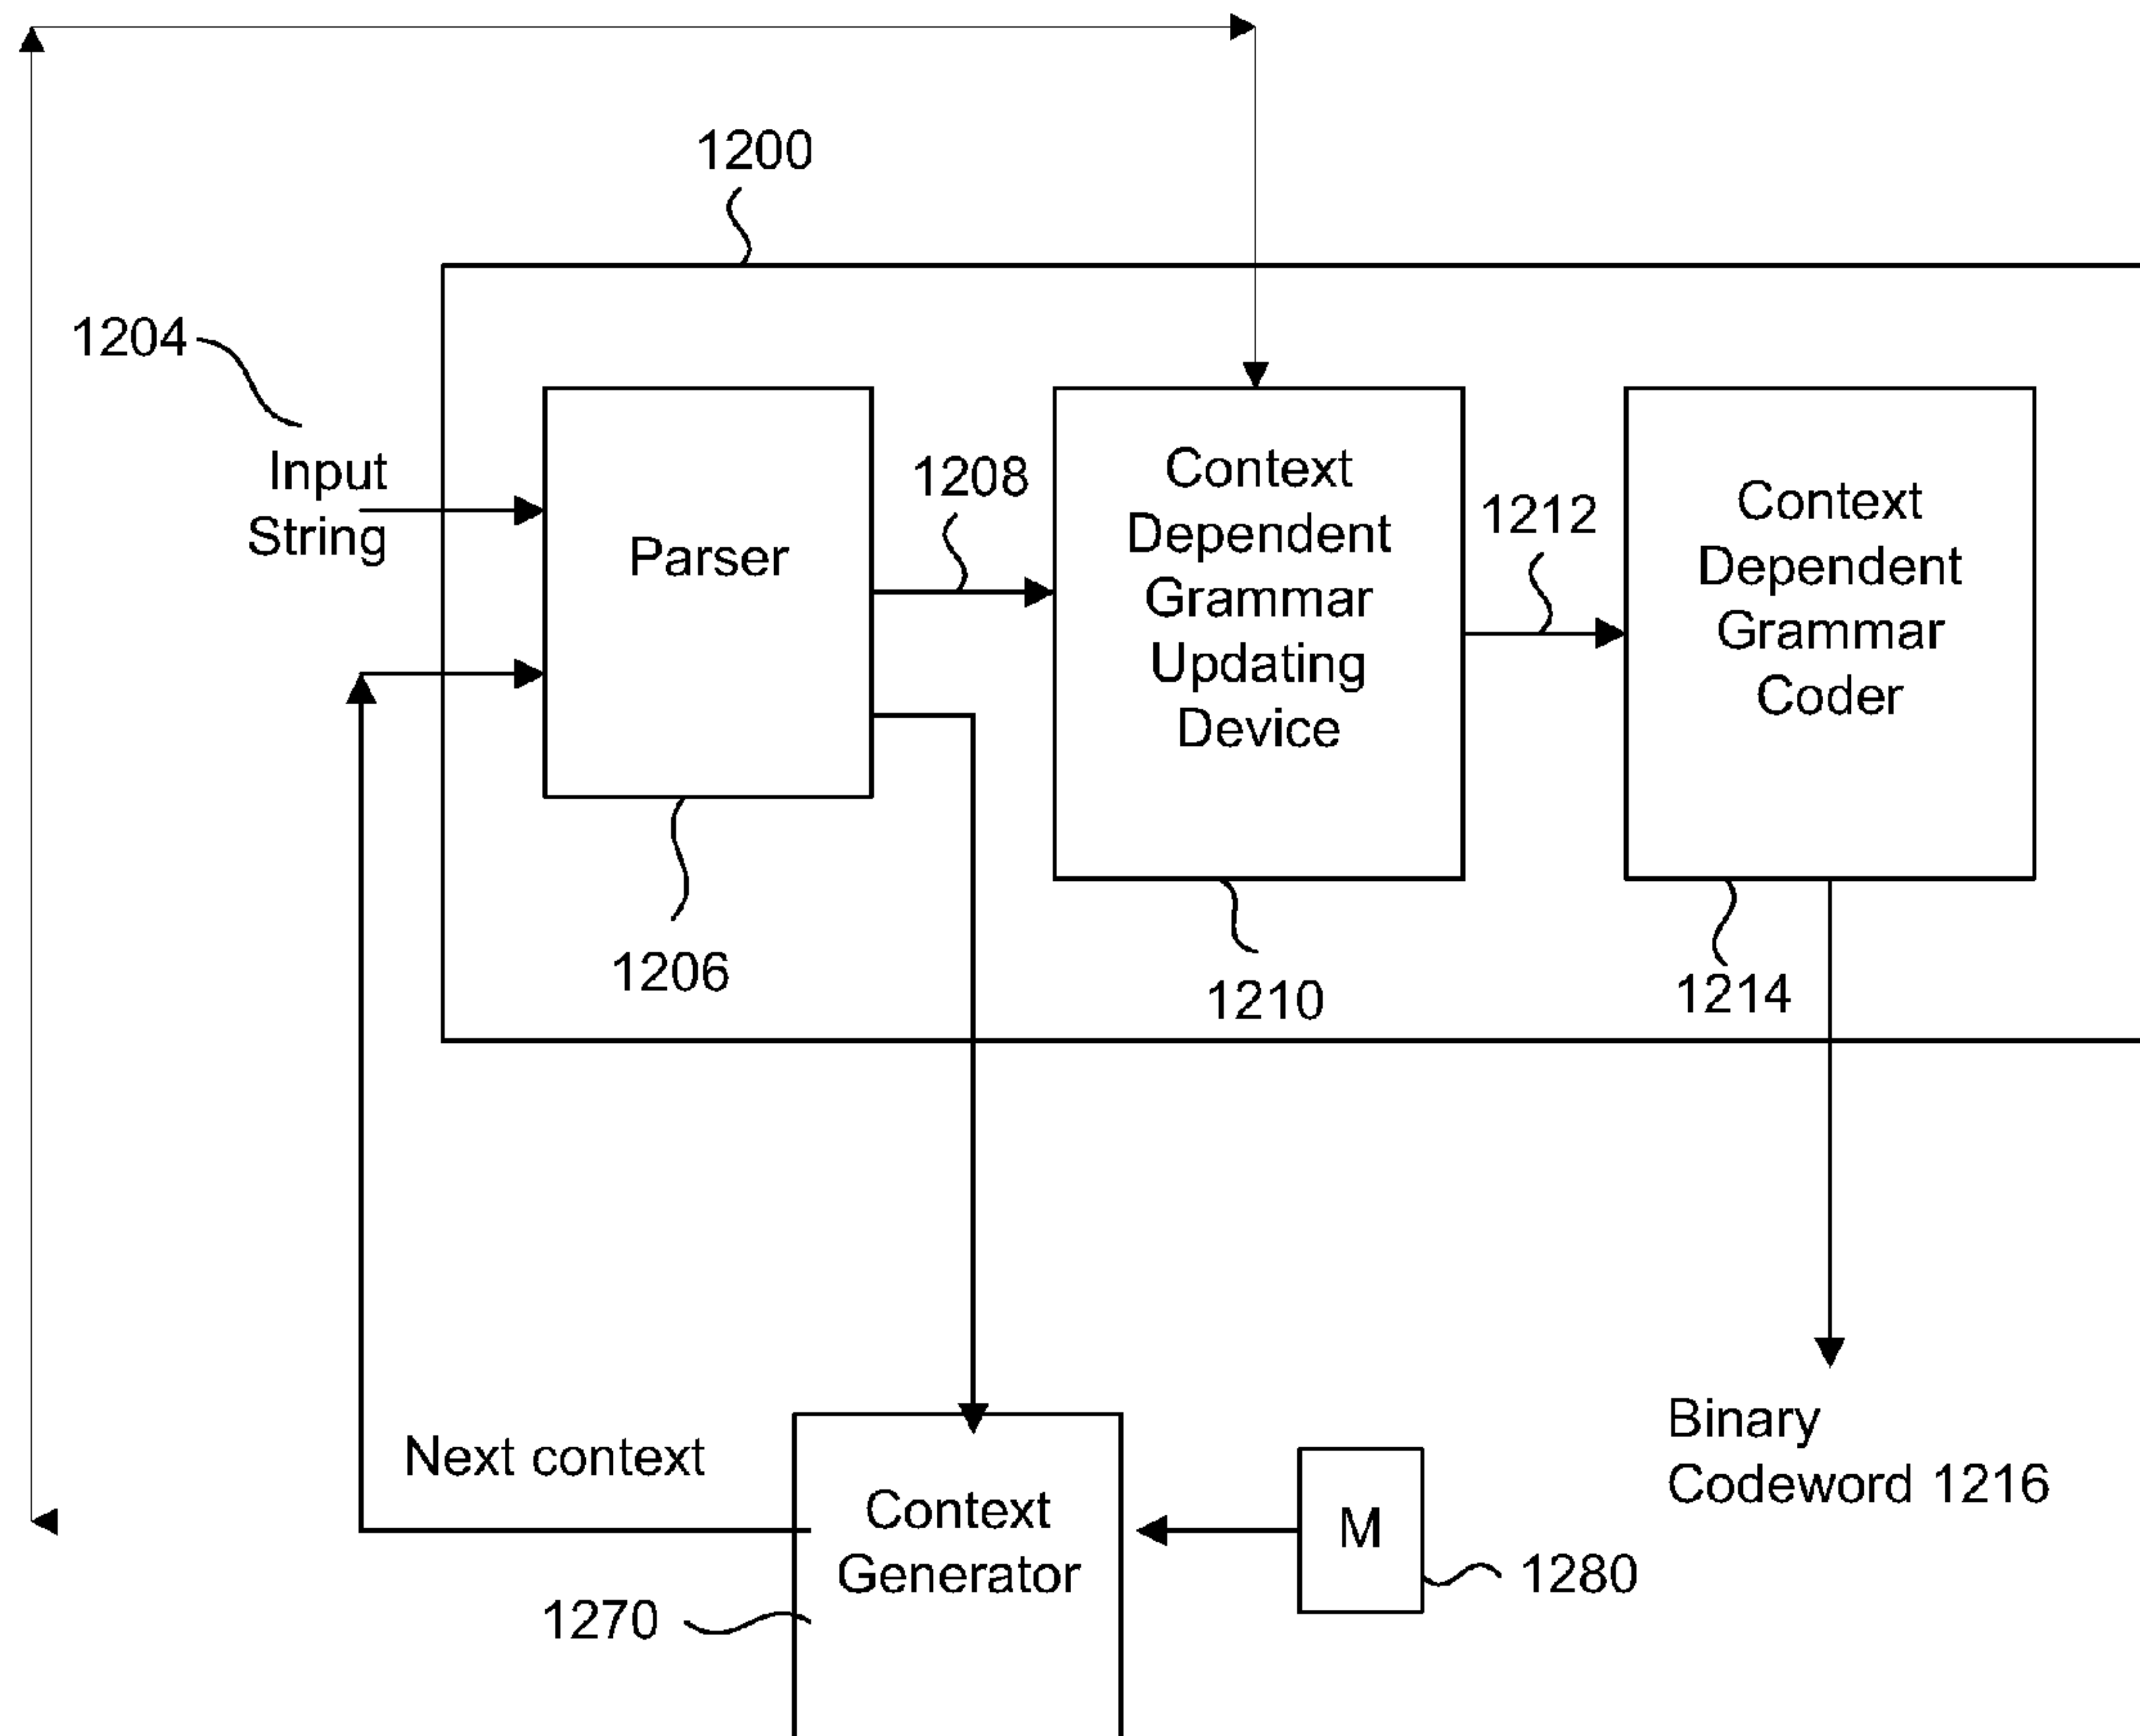 1200
1204
Input
String
Parser
1208
Context
Dependent
Grammar
Updating
Device
1212
Context
Dependent
Grammar
Coder
1206
1210
1214
Next context
Context
Generator
M
Binary
Codeword 1216
1270
1280